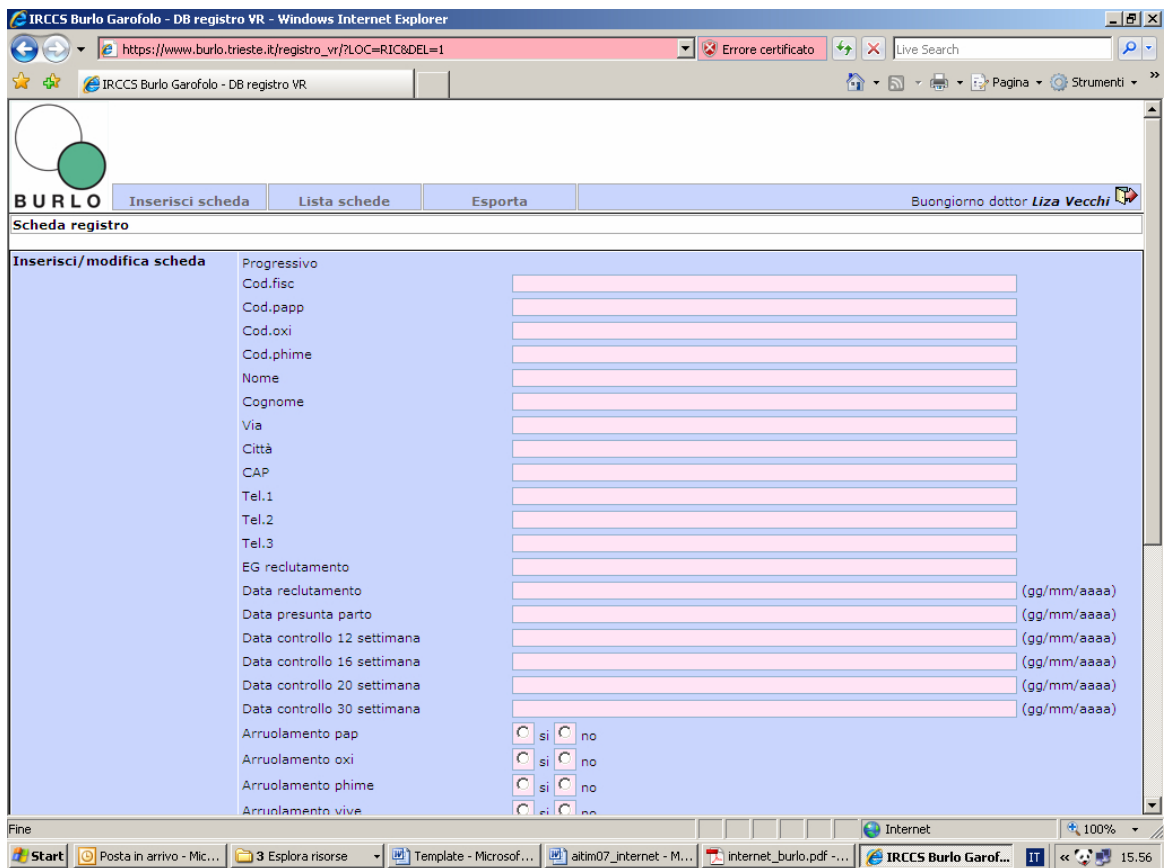 IRCCS Burlo Garofolo - DB registro VR - Windows Internet Explorer
https://www.burlo.trieste.it/registro_vr/?LOC=RIC&DEL=1 Errore certificato Live Search
IRCCS Burlo Garofolo - DB registro VR Pagina Strumenti »
BURLO Inserisci scheda Lista schede Esporta Buongiorno dottor Liza Vecchi
Scheda registro
Inserisci/modifica scheda Progressivo
Cod.fisc
Cod.papp
Cod.oxi
Cod.phime
Nome
Cognome
Via
Città
CAP
Tel.1
Tel.2
Tel.3
EG reclutamento
Data reclutamento (gg/mm/aaaa)
Data presunta parto (gg/mm/aaaa)
Data controllo 12 settimana (gg/mm/aaaa)
Data controllo 16 settimana (gg/mm/aaaa)
Data controllo 20 settimana (gg/mm/aaaa)
Data controllo 30 settimana (gg/mm/aaaa)
Arruolamento pap si no
Arruolamento oxi si no
Arruolamento phime si no
Arruolamento vive si no
Fine Internet 100%
Start Posta in arrivo - Mic... 3 Esplora risorse Template - Microsof... aitim07_internet - M... internet_burlo.pdf -... IRCCS Burlo Garof... IT « 15.56